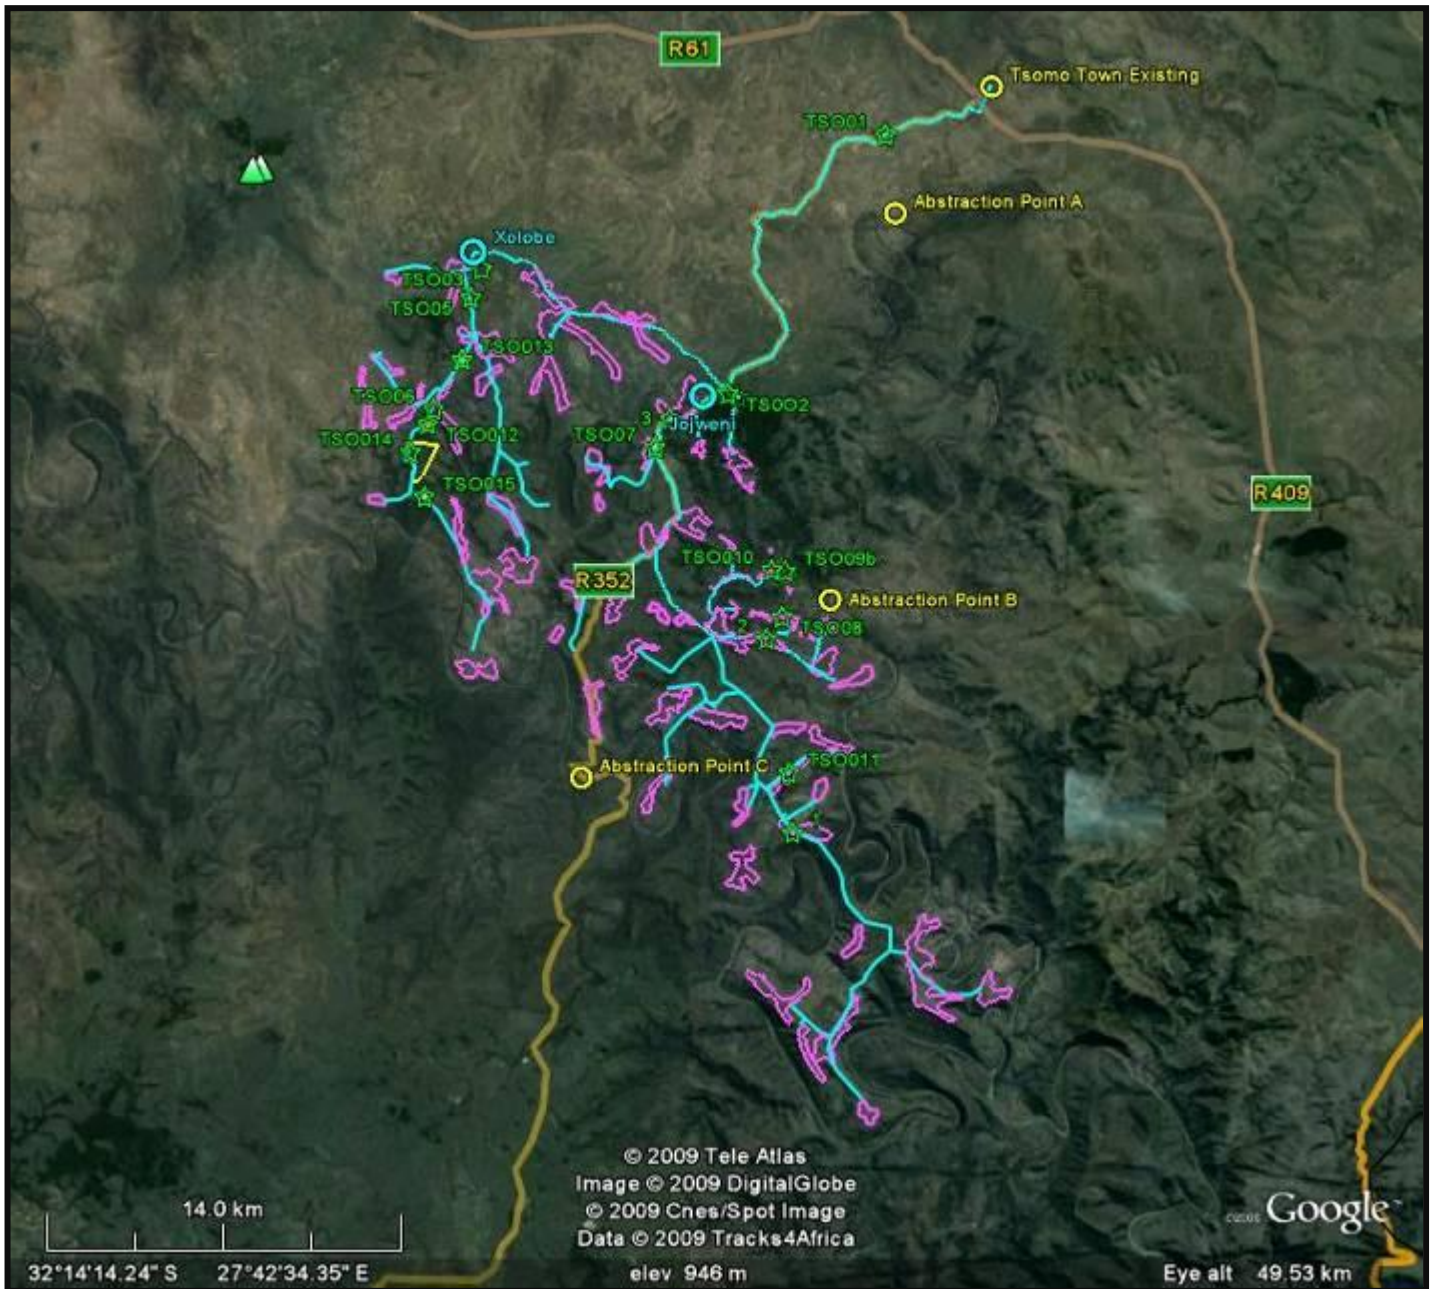 R61
Tsomo Town Existing
TSO01
Abstraction Point A
Xolobe
TSO03
TSO05
TSO013
TSO06
TS002
3
Jojweni
TSO07
TSO012
TSO014
TSO015
R409
TSO010
TSO09b
R352
Abstraction Point B
2
TSO08
Abstraction Point C
TSO011
© 2009 Tele Atlas
Image © 2009 DigitalGlobe
© 2009 Cnes/Spot Image
Data © 2009 Tracks4Africa
14.0 km
Google
32°14'14.24" S 27°42'34.35" E
elev 946 m
Eye alt 49.53 km